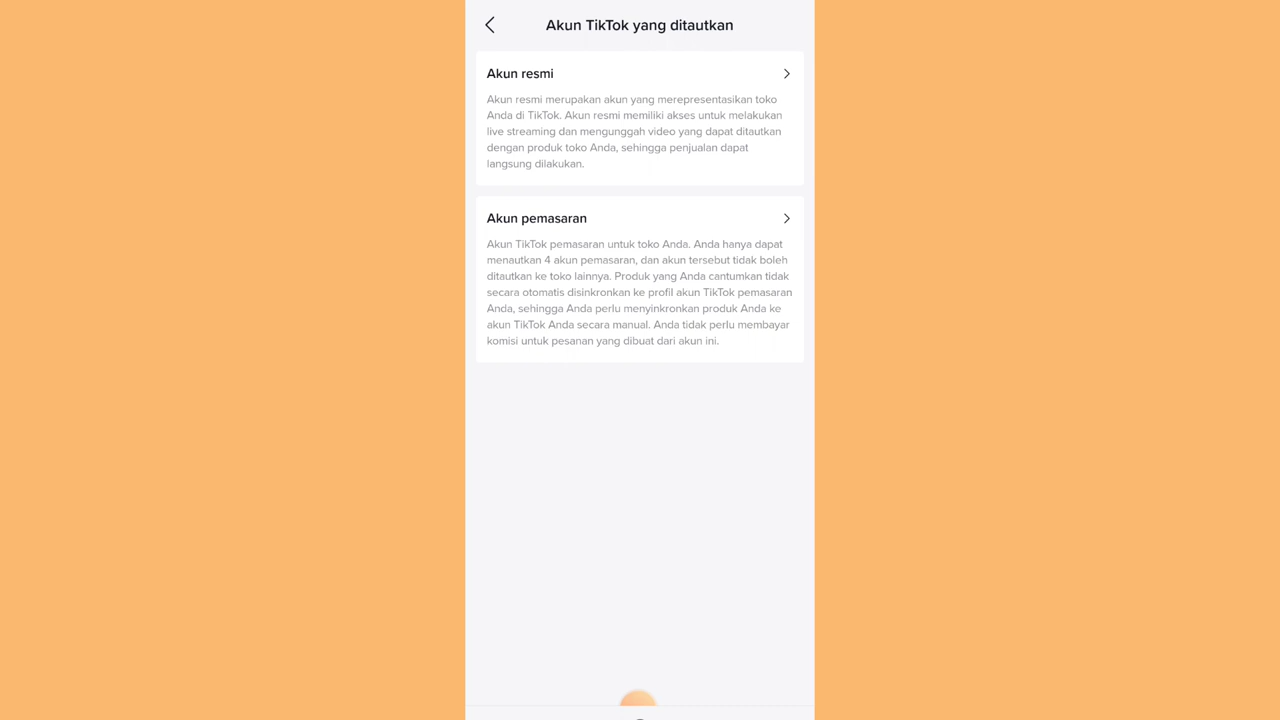 Akun TikTok yang ditautkan
Akun resmi
Akun resmi merupakan akun yang merepresentasikan toko
Anda di TikTok. Akun resmi memiliki akses untuk melakukan
live streaming dan mengunggah video yang dapat ditautkan
dengan produk toko Anda, sehingga penjualan dapat
langsung dilakukan.
Akun pemasaran
Akun TikTok pemasaran untuk toko Anda. Anda hanya dapat
menautkan 4 akun pemasaran, dan akun tersebut tidak boleh
ditautkan ke toko lainnya. Produk yang Anda cantumkan tidak
secara otomatis disinkronkan ke profil akun TikTok pemasaran
Anda, sehingga Anda perlu menyinkronkan produk Anda ke
akun TikTok Anda secara manual. Anda tidak perlu membayar
komisi untuk pesanan yang dibuat dari akun ini.